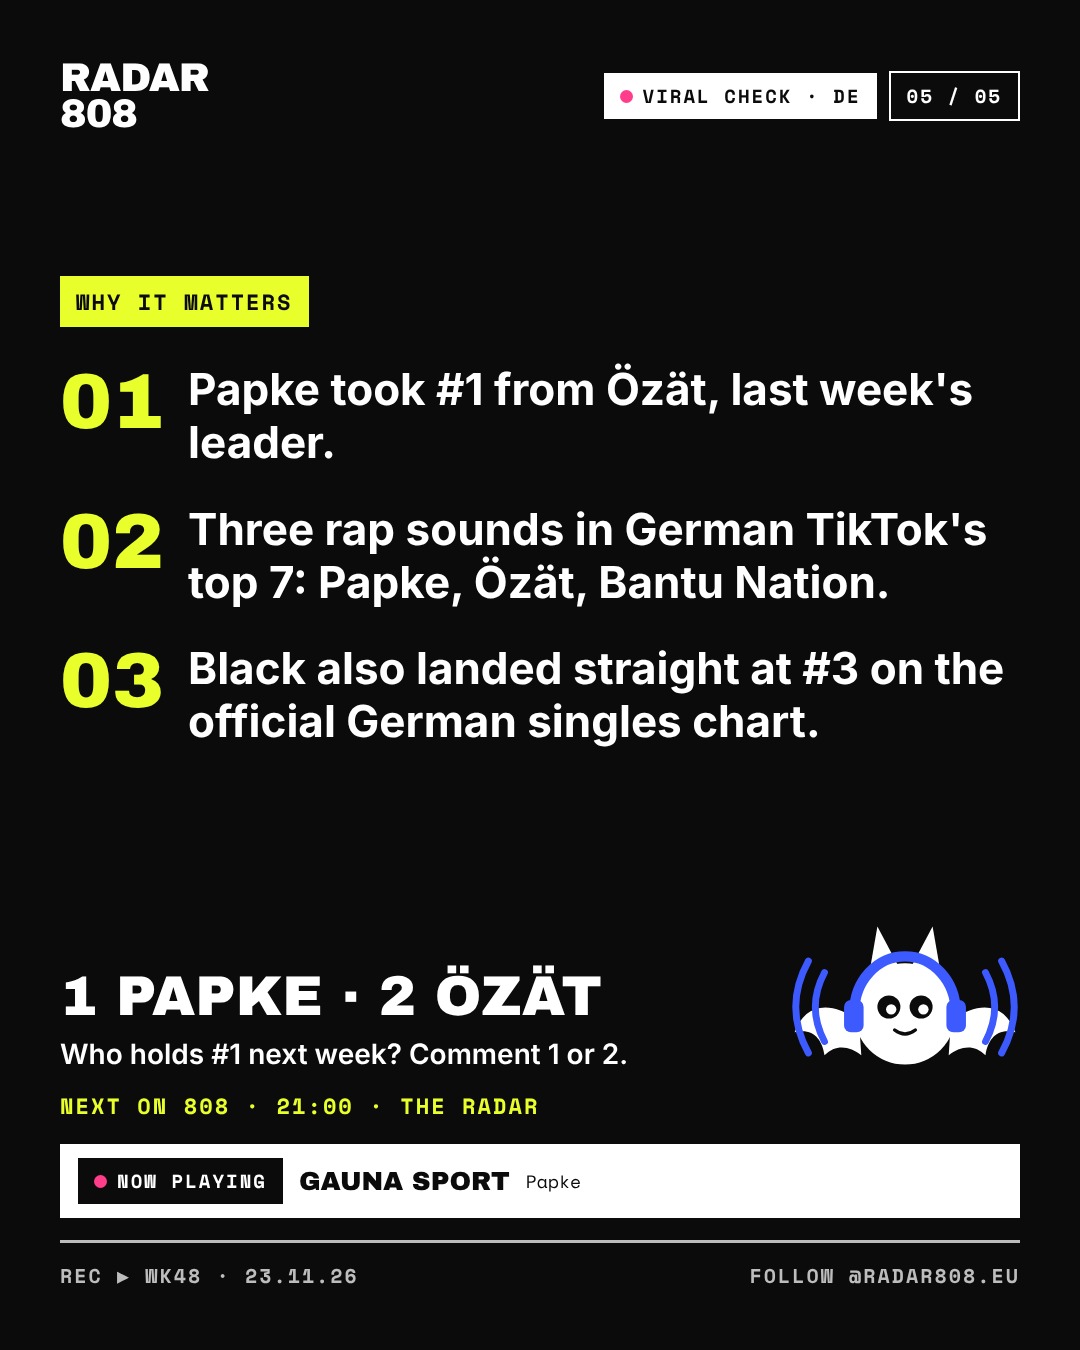 RADAR
808
VIRAL CHECK · DE
05 / 05
WHY IT MATTERS
01 Papke took #1 from Özät, last week's
leader.
02 Three rap sounds in German TikTok's
top 7: Papke, Özät, Bantu Nation.
03 Black also landed straight at #3 on the
official German singles chart.
1 PAPKE · 2 ÖZÄT
Who holds #1 next week? Comment 1 or 2.
NEXT ON 808 · 21:00 · THE RADAR
NOW PLAYING GAUNA SPORT Papke
REC ▶ WK48 · 23.11.26
FOLLOW @RADAR808.EU